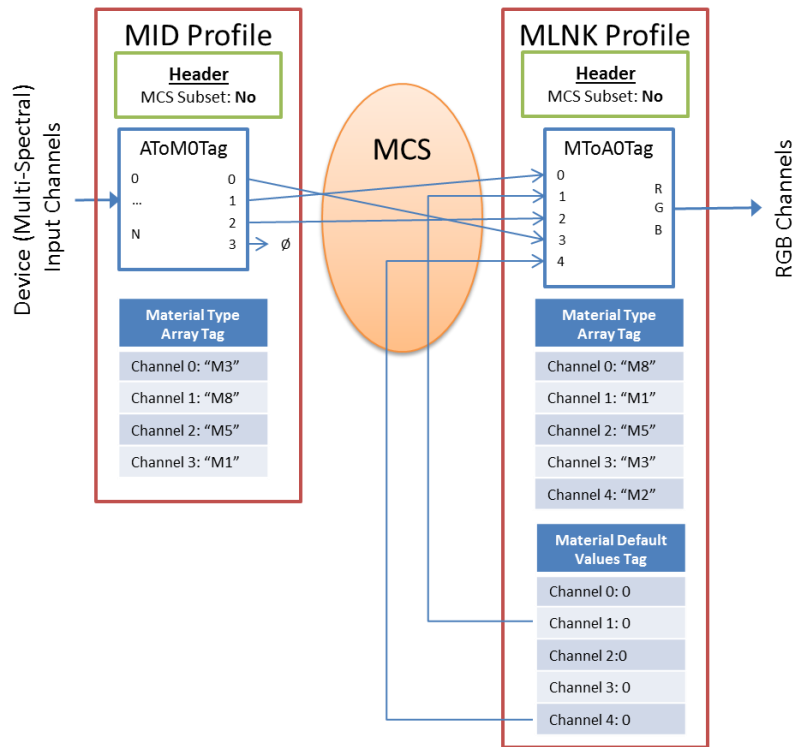 MID Profile
Header
MCS Subset: No
AToM0Tag
0
...
N
0
1
2
3
Ø
Device (Multi-Spectral)
Input Channels
Material Type
Array Tag
Channel 0: “M3”
Channel 1: “M8”
Channel 2: “M5”
Channel 3: “M1”
MCS
MLNK Profile
Header
MCS Subset: No
MToA0Tag
0
1
2
3
4
R
G
B
RGB Channels
Material Type
Array Tag
Channel 0: “M8”
Channel 1: “M1”
Channel 2: “M5”
Channel 3: “M3”
Channel 4: “M2”
Material Default
Values Tag
Channel 0: 0
Channel 1: 0
Channel 2:0
Channel 3: 0
Channel 4: 0